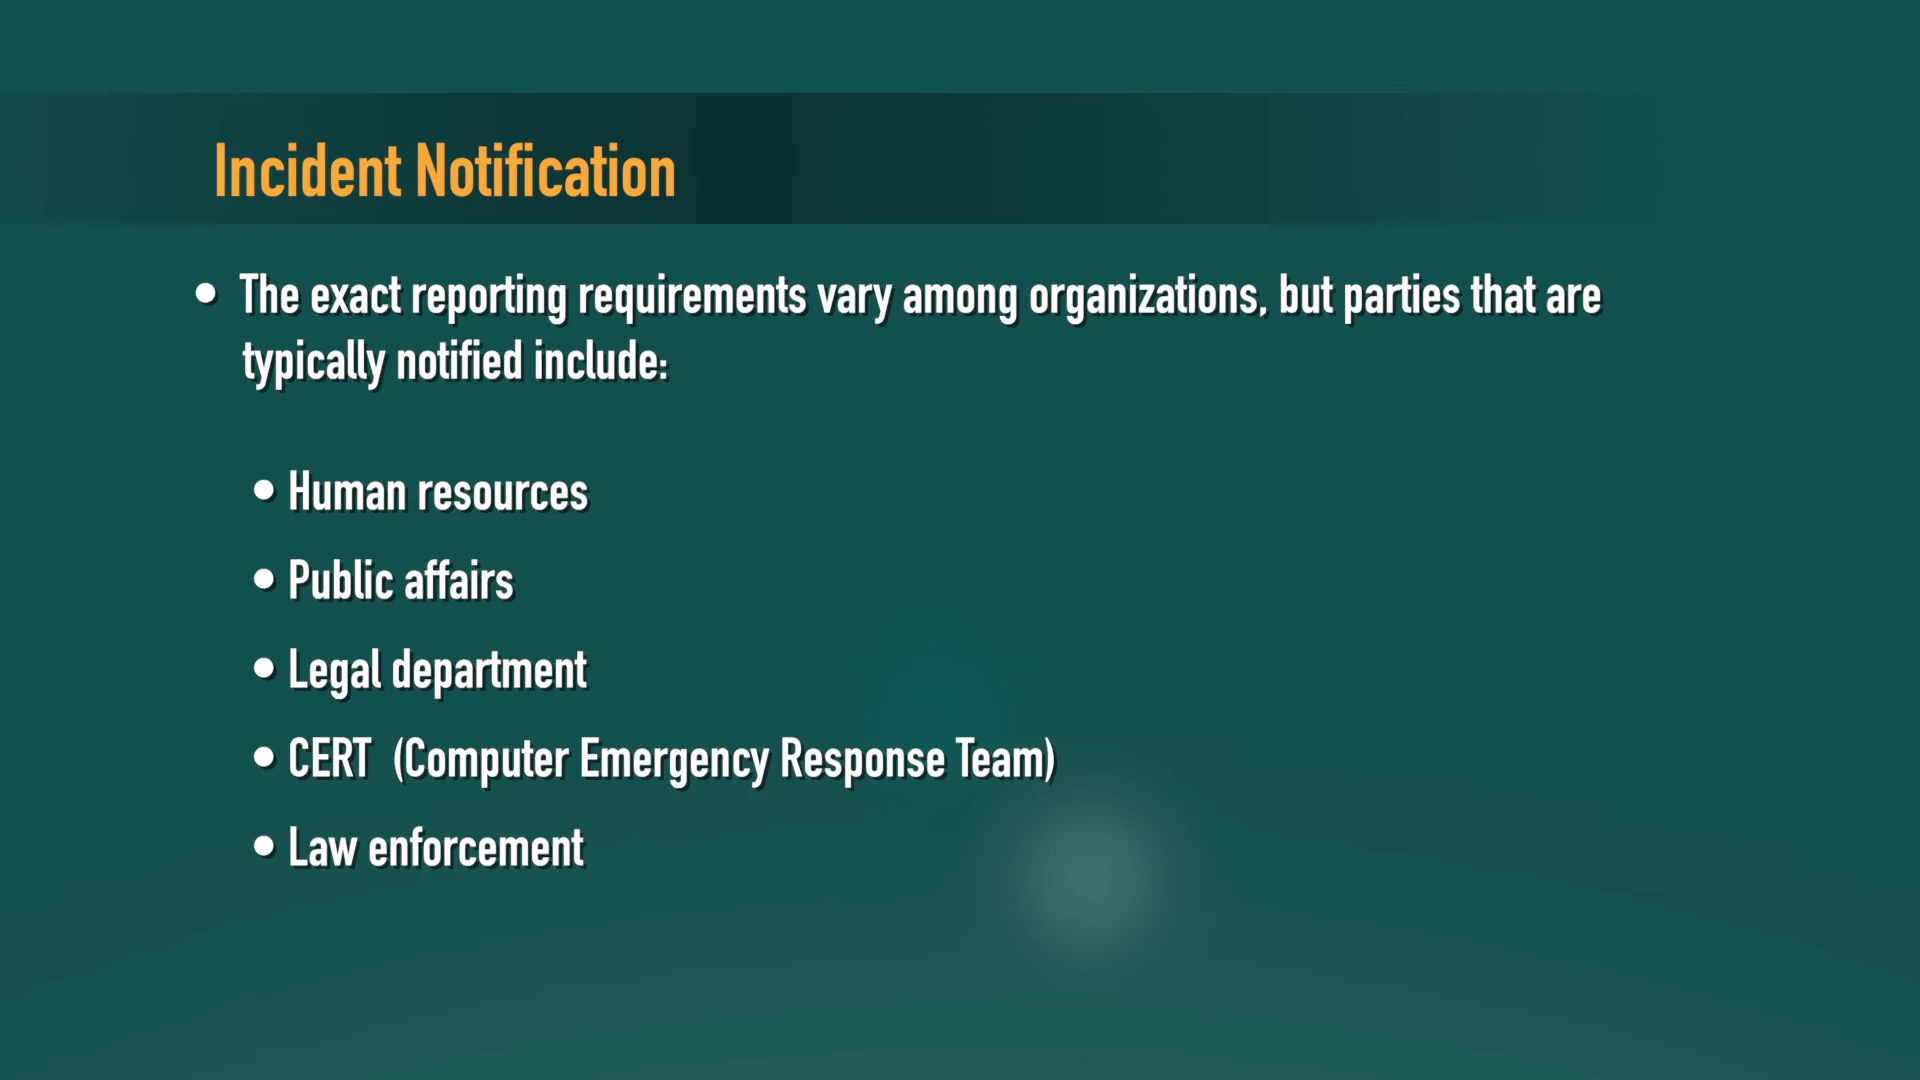 Incident Notification
• The exact reporting requirements vary among organizations, but parties that are
typically notified include:
• Human resources
• Public affairs
• Legal department
• CERT (Computer Emergency Response Team)
• Law enforcement